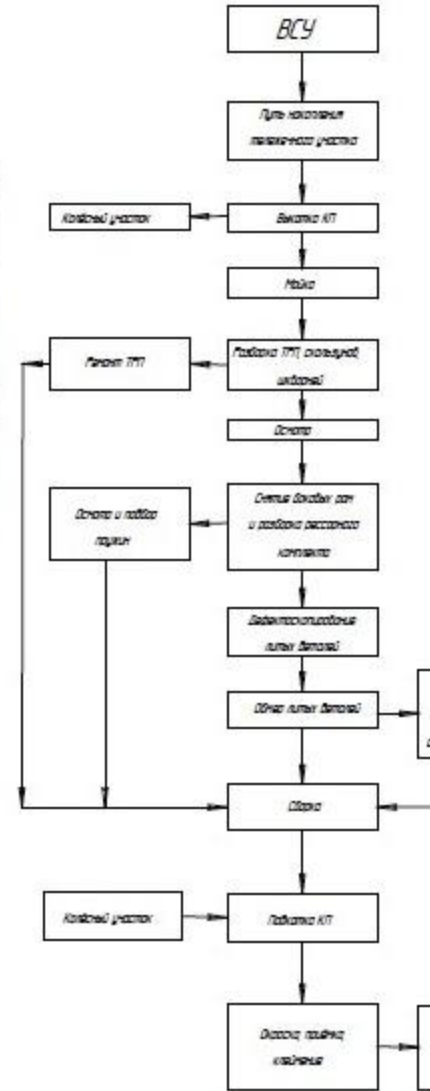 ВСУ
Путь накопления
тележечного участка
Колёсный участок
Выкатка КП
Мойка
Ремонт ТРП
Разборка ТРП, скользунов,
шкворней
Осмотр
Осмотр и подбор
пружин
Снятие боковых рам
и разборка рессорного
комплекта
Дефектоскопирование
литых деталей
Обмер литых деталей
Сборка
Колёсный участок
Подкатка КП
Окраска, приёмка,
клеймение